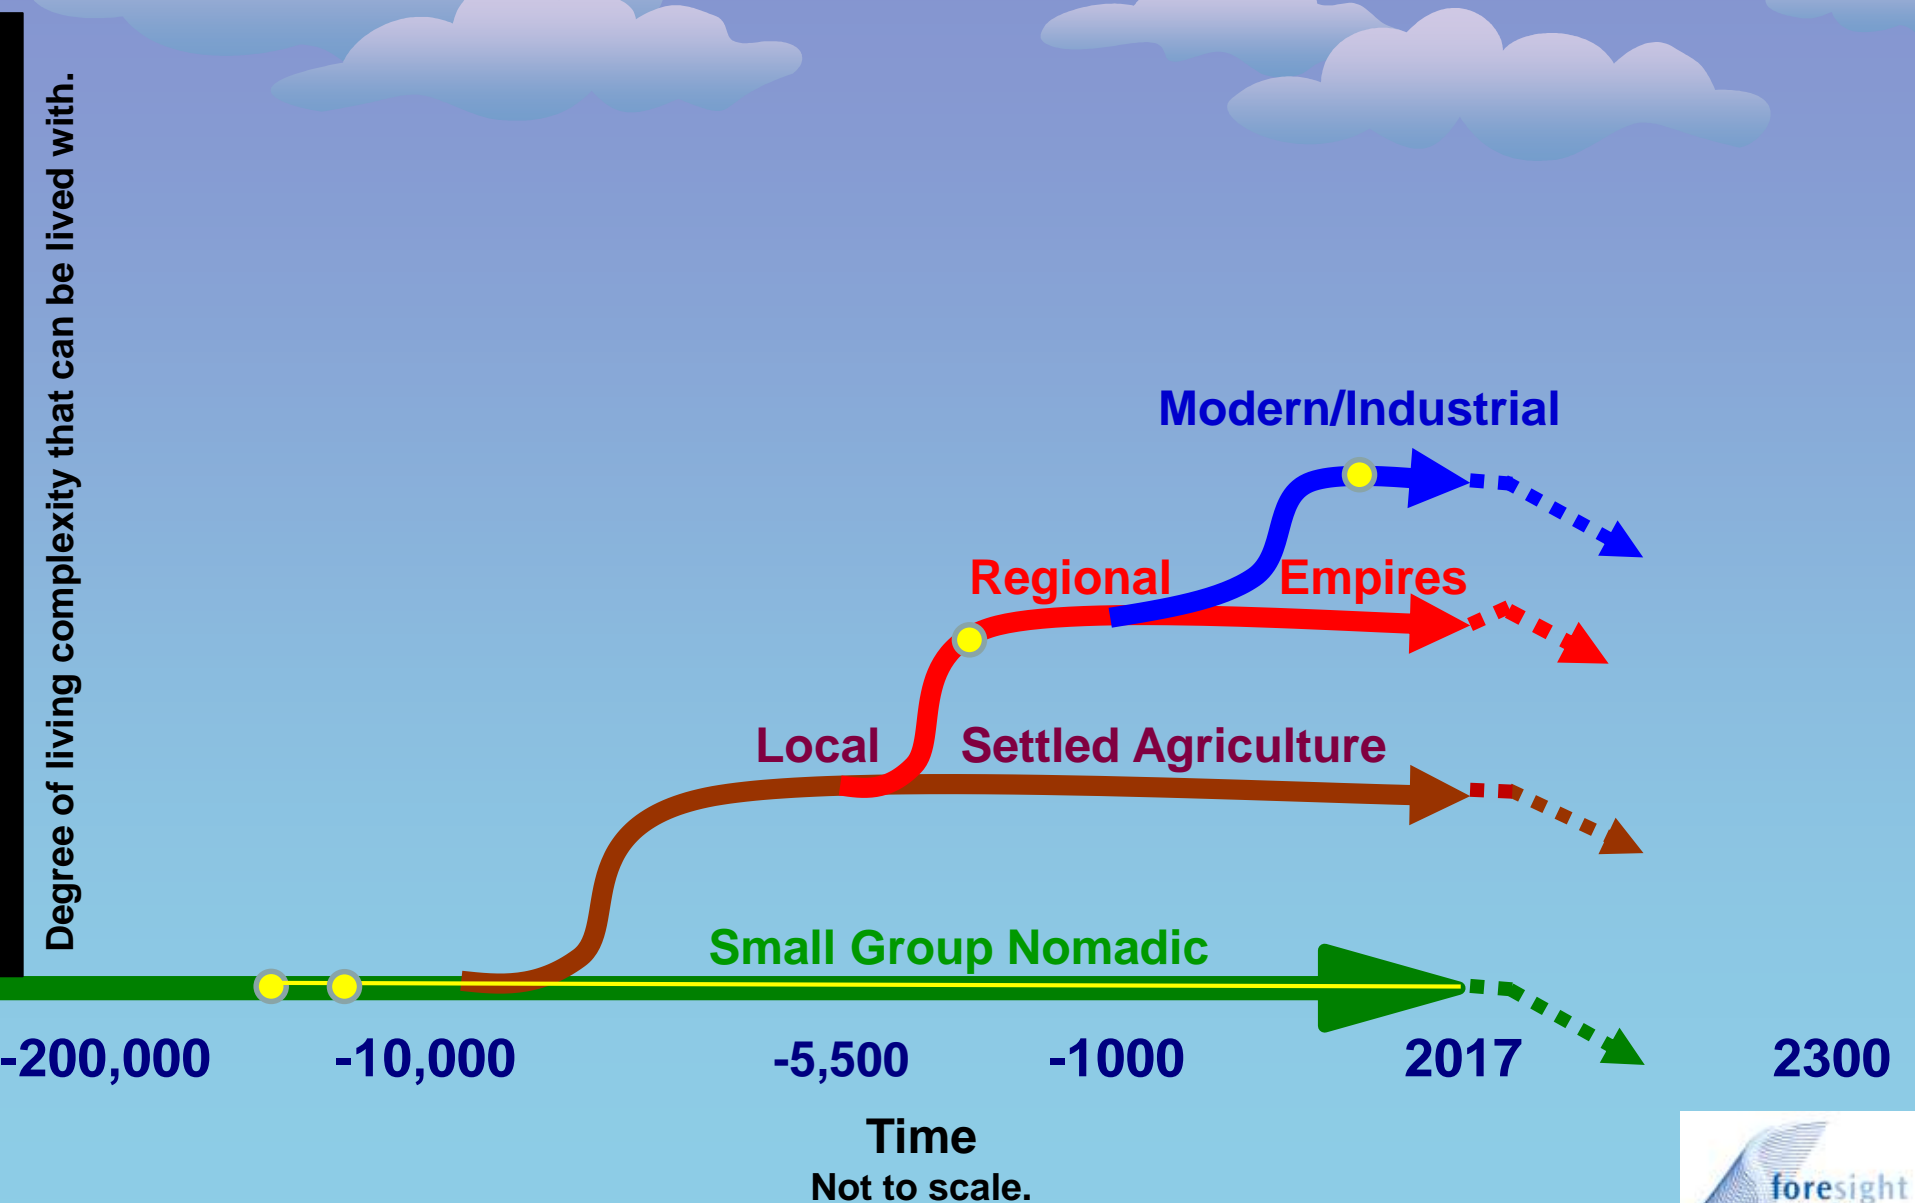 Degree of living complexity that can be lived with.
Modern/Industrial
Regional Empires
Local Settled Agriculture
Small Group Nomadic
-200,000 -10,000 -5,500 -1000 2017 2300
Time
Not to scale.
foresight